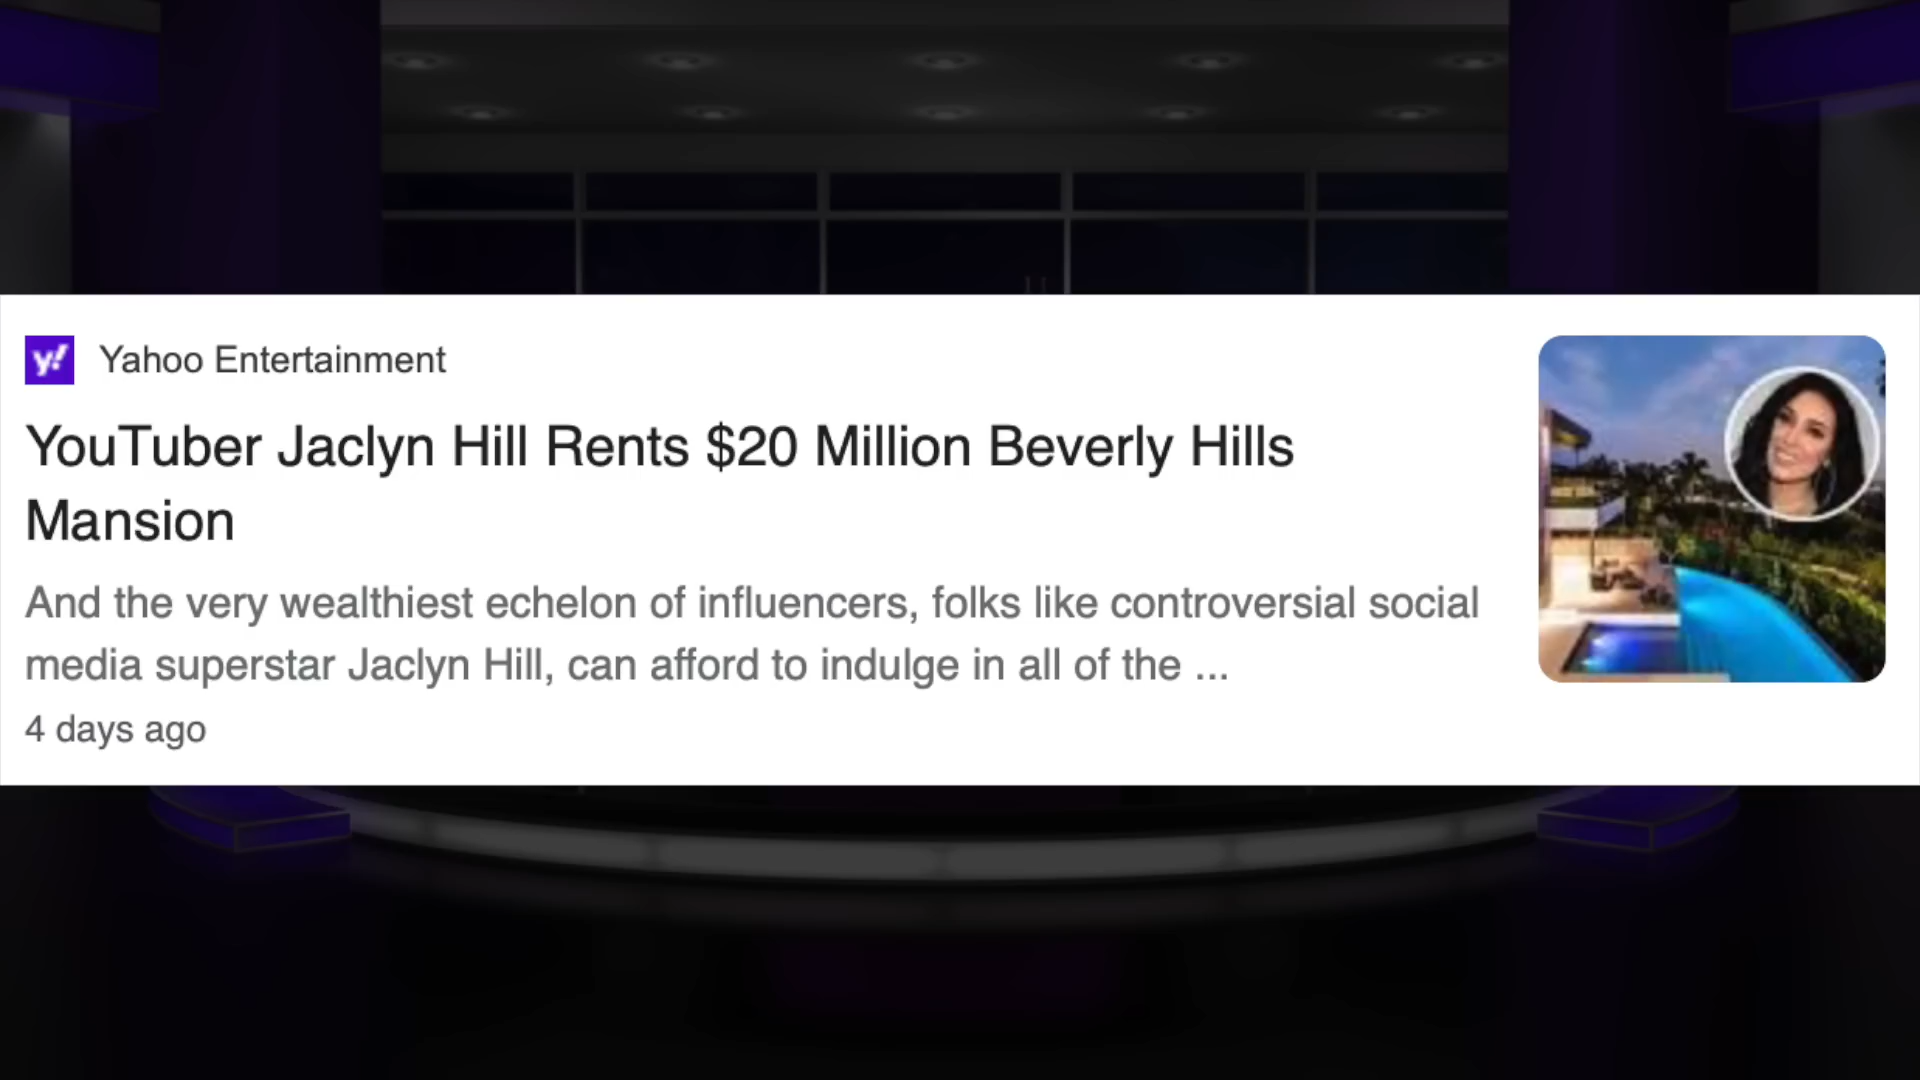 y!
Yahoo Entertainment
YouTuber Jaclyn Hill Rents $20 Million Beverly Hills
Mansion
And the very wealthiest echelon of influencers, folks like controversial social
media superstar Jaclyn Hill, can afford to indulge in all of the ...
4 days ago